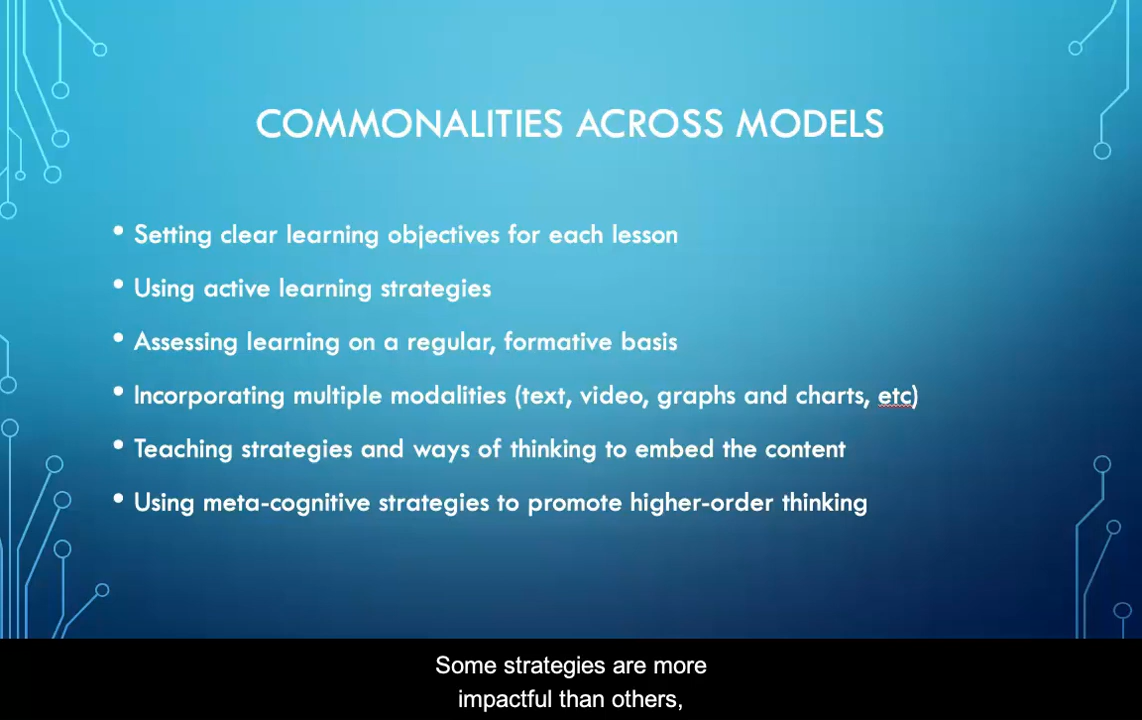 COMMONALITIES ACROSS MODELS
• Setting clear learning objectives for each lesson
• Using active learning strategies
• Assessing learning on a regular, formative basis
• Incorporating multiple modalities (text, video, graphs and charts, etc)
• Teaching strategies and ways of thinking to embed the content
• Using meta-cognitive strategies to promote higher-order thinking
Some strategies are more
impactful than others,